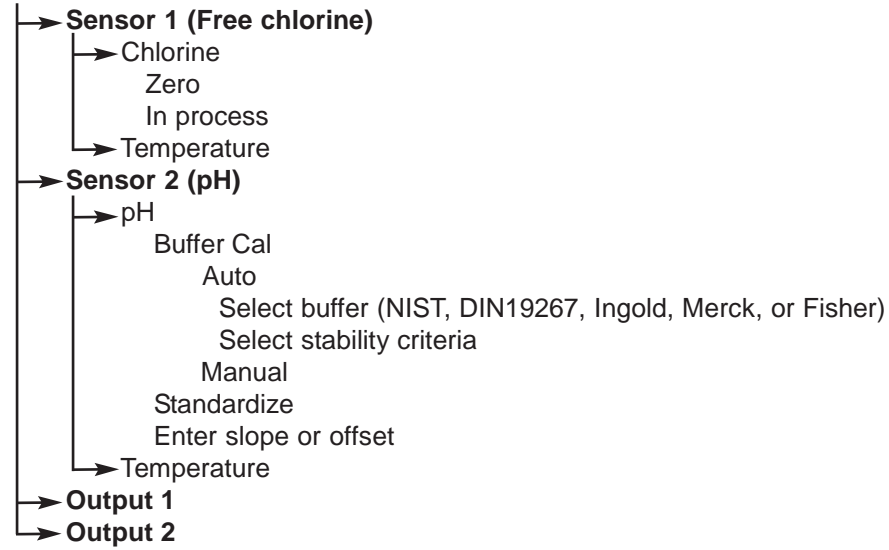 Sensor 1 (Free chlorine)
Chlorine
Zero
In process
Temperature
Sensor 2 (pH)
pH
Buffer Cal
Auto
Select buffer (NIST, DIN19267, Ingold, Merck, or Fisher)
Select stability criteria
Manual
Standardize
Enter slope or offset
Temperature
Output 1
Output 2